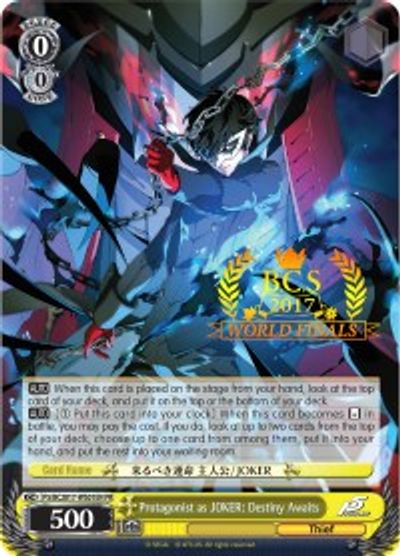 0
0
BCS
2017
WORLD FINALS
AUTO When this card is placed on the stage from your hand, look at the top
card of your deck, and put it on the top or the bottom of your deck.
AUTO [① Put this card into your clock] When this card becomes
in
battle, you may pay the cost. If you do, look at up to two cards from the
top of your deck, choose up to one card from among them, put it into your
hand, and put the rest into your waiting room.
Card Name 来るべき運命 主人公/JOKER
500
Protagonist as JOKER: Destiny Awaits
Thief